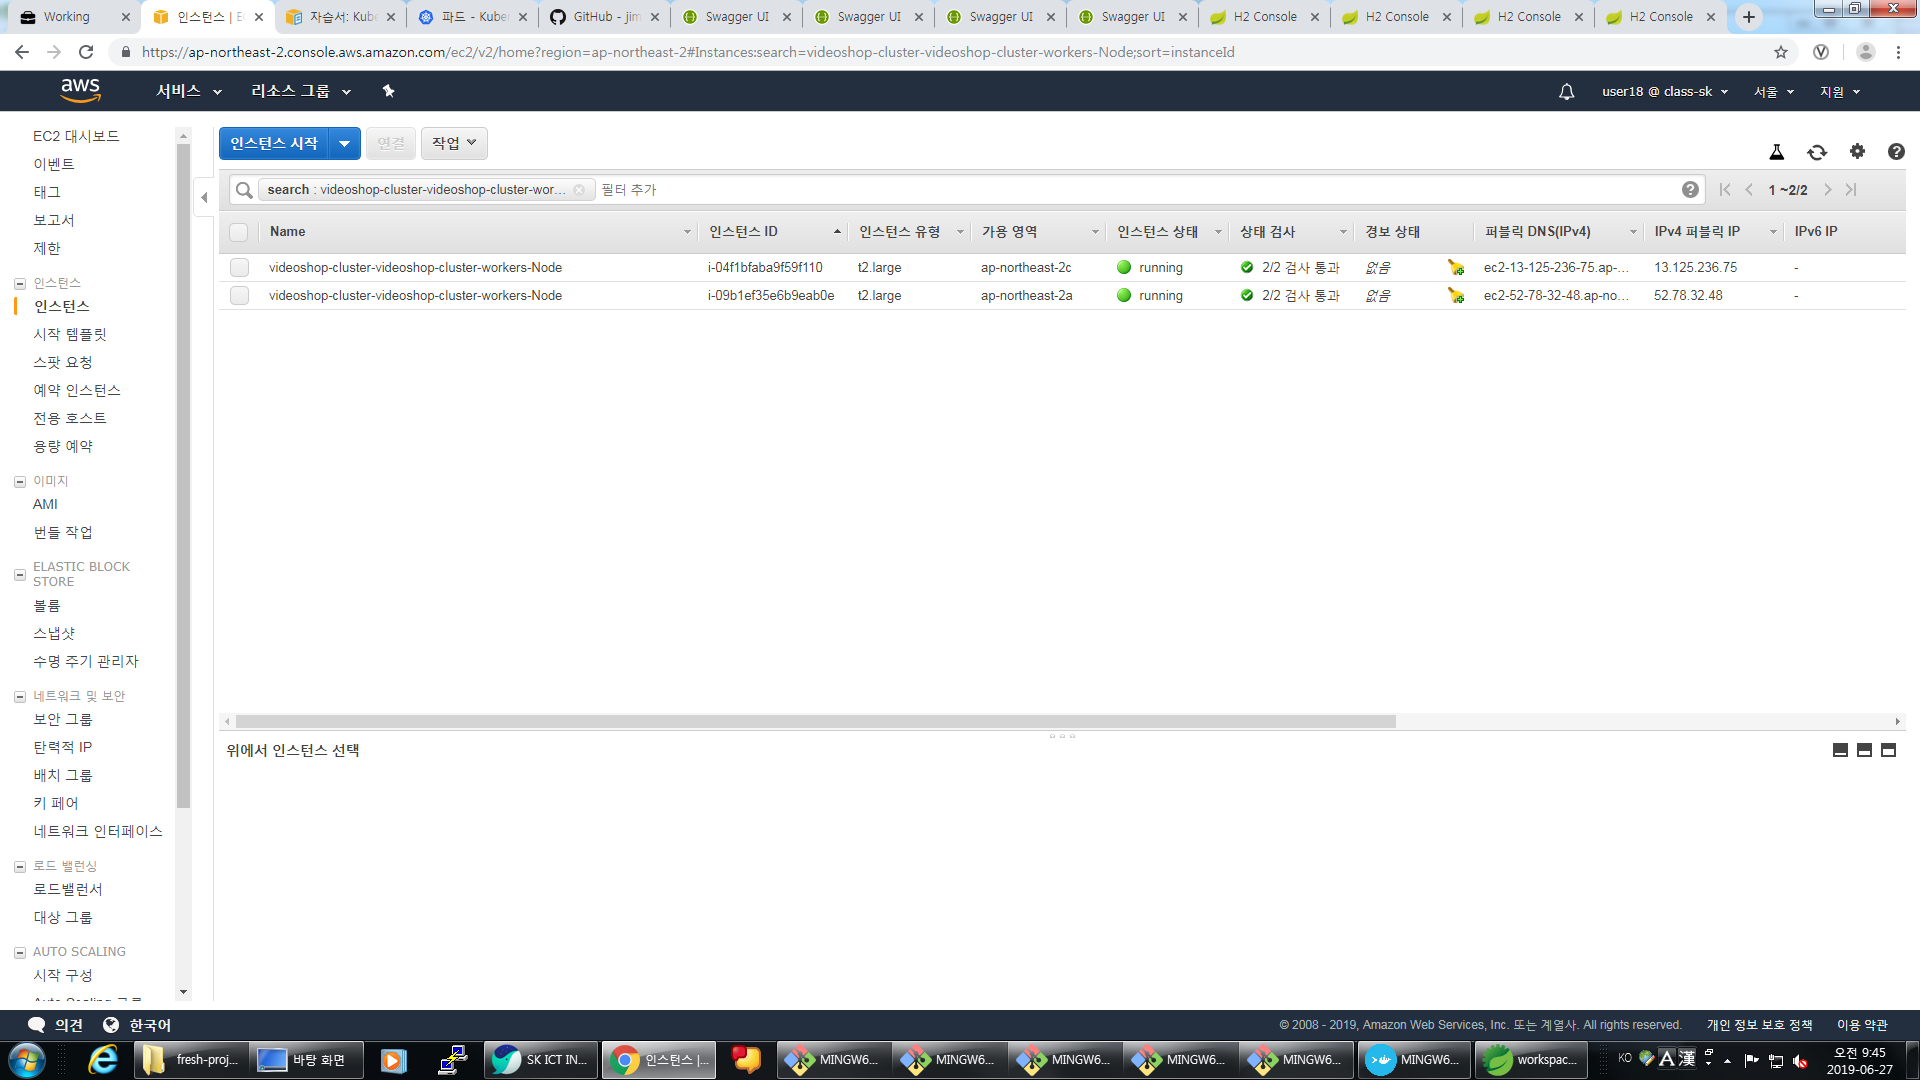 Working
인스턴스 | E
자습서: Kub
파드 - Kuber
GitHub - jim
Swagger UI
Swagger UI
Swagger UI
Swagger UI
H2 Console
H2 Console
H2 Console
H2 Console
https://ap-northeast-2.console.aws.amazon.com/ec2/v2/home?region=ap-northeast-2#Instances:search=videoshop-cluster-videoshop-cluster-workers-Node;sort=instanceId
aws 서비스 리소스 그룹 user18 @ class-sk 서울 지원
EC2 대시보드
이벤트
태그
보고서
제한
인스턴스
인스턴스
시작 템플릿
스팟 요청
예약 인스턴스
전용 호스트
용량 예약
이미지
AMI
번들 작업
ELASTIC BLOCK
STORE
볼륨
스냅샷
수명 주기 관리자
네트워크 및 보안
보안 그룹
탄력적 IP
배치 그룹
키 페어
네트워크 인터페이스
로드 밸런싱
로드밸런서
대상 그룹
AUTO SCALING
시작 구성
Auto Scaling 그룹
인스턴스 시작 연결 작업
search : videoshop-cluster-videoshop-cluster-wor... 필터 추가 1 ~2/2
Name 인스턴스 ID 인스턴스 유형 가용 영역 인스턴스 상태 상태 검사 경보 상태 퍼블릭 DNS(IPv4) IPv4 퍼블릭 IP IPv6 IP
videoshop-cluster-videoshop-cluster-workers-Node i-04f1bfaba9f59f110 t2.large ap-northeast-2c running 2/2 검사 통과 없음 ec2-13-125-236-75.ap-... 13.125.236.75 -
videoshop-cluster-videoshop-cluster-workers-Node i-09b1ef35e6b9eab0e t2.large ap-northeast-2a running 2/2 검사 통과 없음 ec2-52-78-32-48.ap-no... 52.78.32.48 -
위에서 인스턴스 선택
의견 한국어 © 2008 - 2019, Amazon Web Services, Inc. 또는 계열사. All rights reserved. 개인 정보 보호 정책 이용 약관
fresh-proj... 바탕 화면 SK ICT IN... 인스턴스 |... MINGW6... MINGW6... MINGW6... MINGW6... MINGW6... MINGW6... workspac... KO A 漢 오전 9:45
2019-06-27